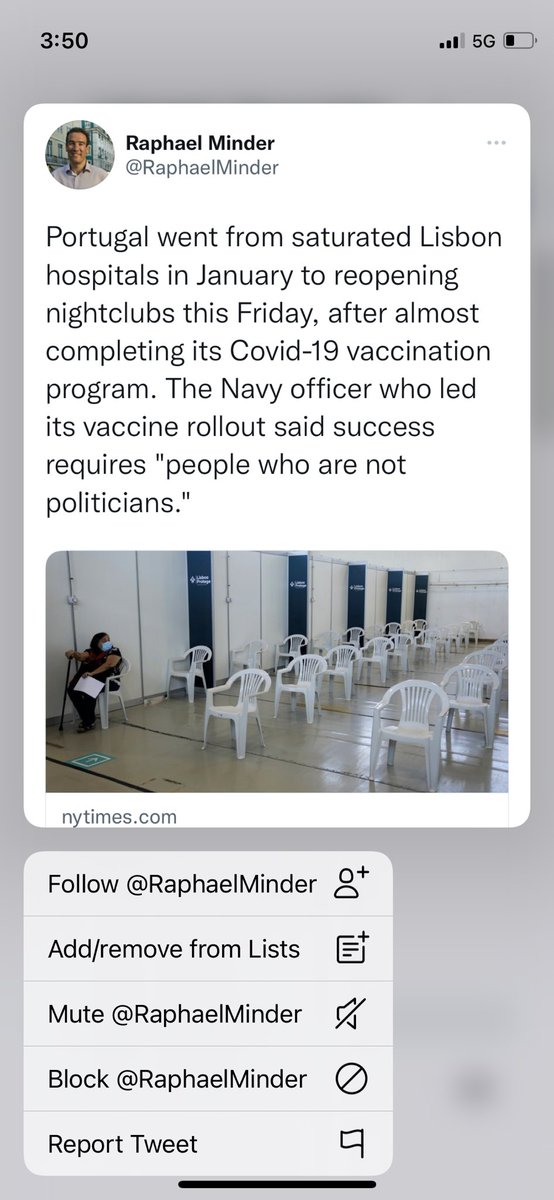 3:50
5G
Raphael Minder
@RaphaelMinder
Portugal went from saturated Lisbon
hospitals in January to reopening
nightclubs this Friday, after almost
completing its Covid-19 vaccination
program. The Navy officer who led
its vaccine rollout said success
requires "people who are not
politicians."
Lisboa
Protege
Lisboa
Protege
nytimes.com
Follow @RaphaelMinder
Add/remove from Lists
Mute @RaphaelMinder
Block @RaphaelMinder
Report Tweet